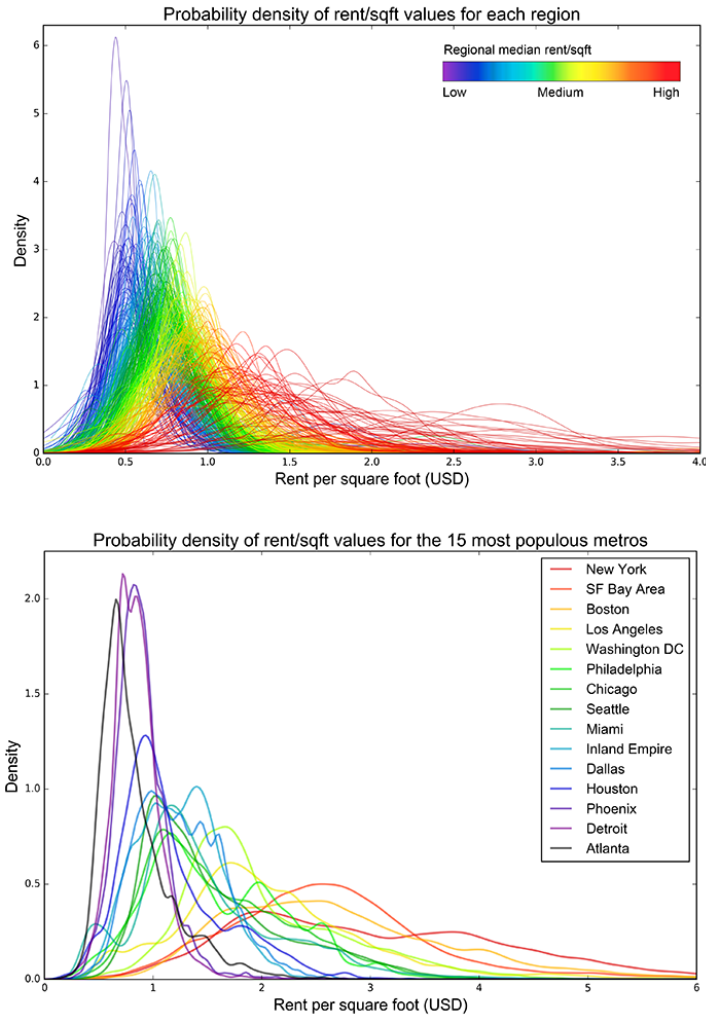 Probability density of rent/sqft values for each region
6
5
4
3
2
1
0
Density
Regional median rent/sqft
Low Medium High
0.0 0.5 1.0 1.5 2.0 2.5 3.0 3.5 4.0
Rent per square foot (USD)
Probability density of rent/sqft values for the 15 most populous metros
2.0
1.5
1.0
0.5
0.0
Density
New York
SF Bay Area
Boston
Los Angeles
Washington DC
Philadelphia
Chicago
Seattle
Miami
Inland Empire
Dallas
Houston
Phoenix
Detroit
Atlanta
0 1 2 3 4 5 6
Rent per square foot (USD)